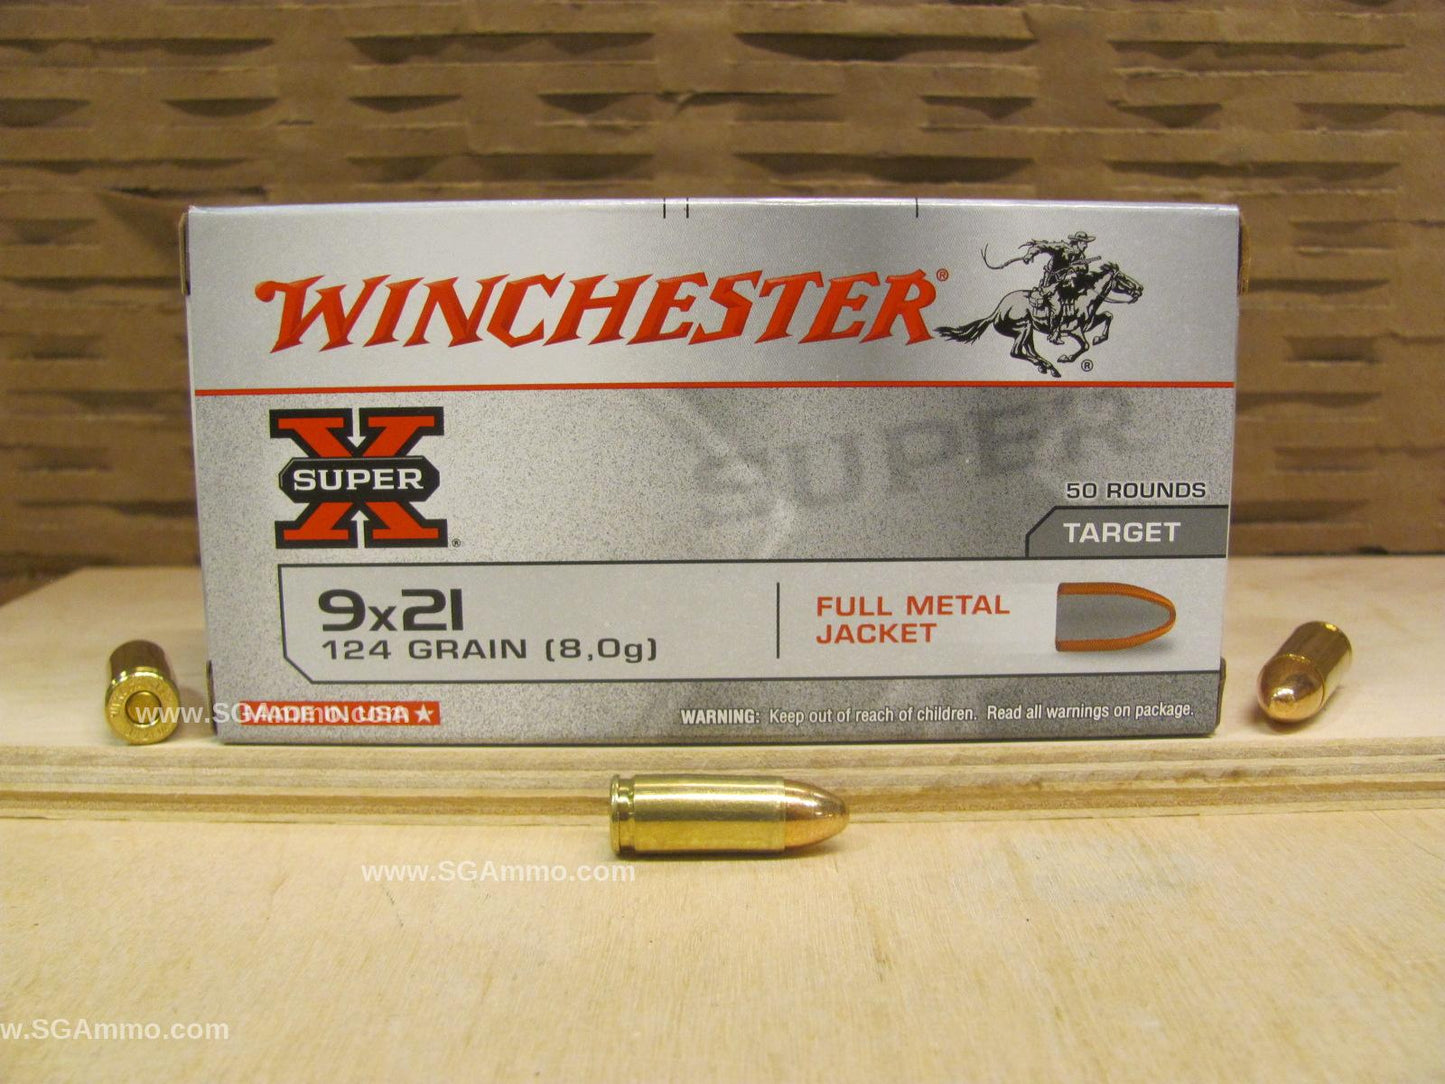 WINCHESTER®
®
SUPER
X
SUPER
®
50 ROUNDS
TARGET
9x21
124 GRAIN (8,0g)
FULL METAL
JACKET
MADE IN USA ★
www.SGAmmo.com
WARNING: Keep out of reach of children. Read all warnings on package.
www.SGAmmo.com
w.SGAmmo.com